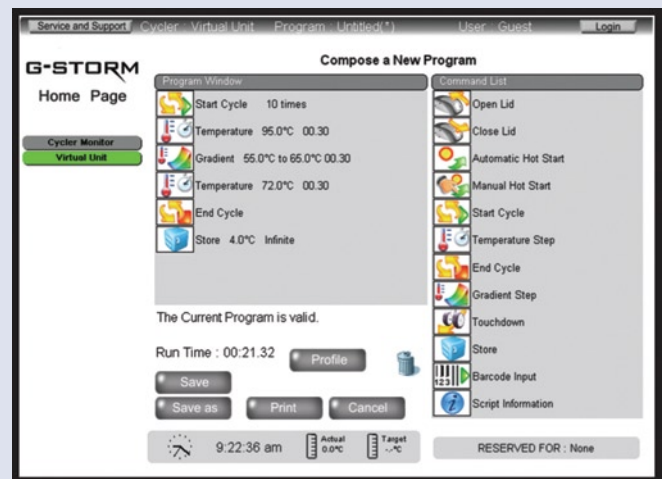 Service and Support
Cycler : Virtual Unit Program : Untitled(*) User : Guest
Login
G-STORM
Home Page
Cycler Monitor
Virtual Unit
Compose a New Program
Program Window
Start Cycle 10 times
Temperature 95.0°C 00.30
Gradient 55.0°C to 65.0°C 00.30
Temperature 72.0°C 00.30
End Cycle
Store 4.0°C Infinite
The Current Program is valid.
Run Time : 00:21.32
Profile
Save
Save as
Print
Cancel
Command List
Open Lid
Close Lid
Automatic Hot Start
Manual Hot Start
Start Cycle
Temperature Step
End Cycle
Gradient Step
Touchdown
Store
123
Barcode Input
Script Information
9:22:36 am
Actual
0.0°C
Target
-.-°C
RESERVED FOR : None